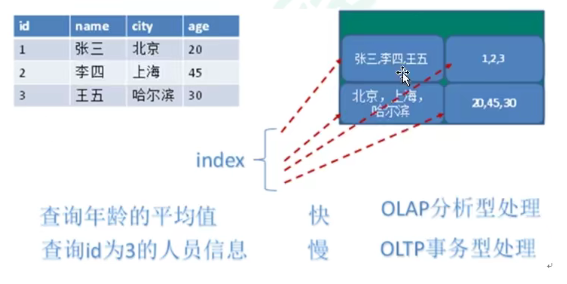 id name city age
1 张三 北京 20
2 李四 上海 45
3 王五 哈尔滨 30
张三,李四,王五 1,2,3
北京，上海，
哈尔滨 20,45,30
index
查询年龄的平均值 快 OLAP分析型处理
查询id为3的人员信息 慢 OLTP事务型处理